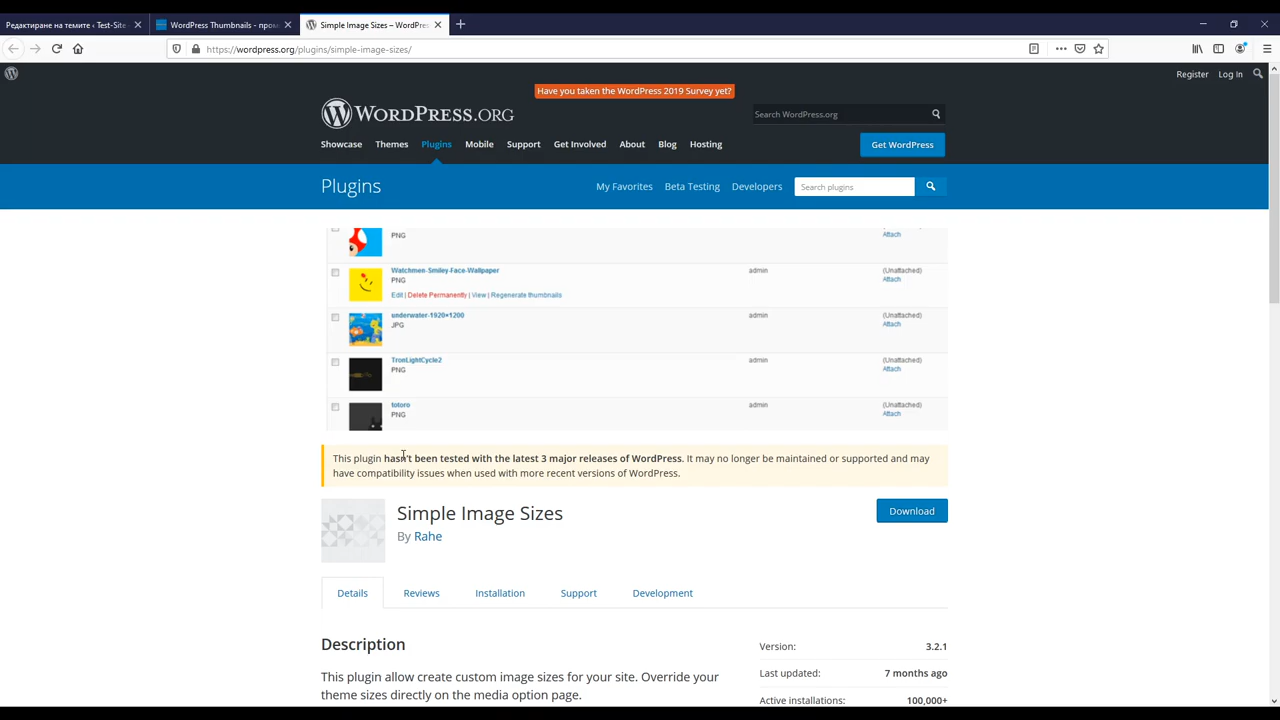 Редактиране на темите ‹ Test-Site
WordPress Thumbnails - пром
Simple Image Sizes – WordPres
https://wordpress.org/plugins/simple-image-sizes/
Register Log In
Have you taken the WordPress 2019 Survey yet?
WORDPRESS.ORG
Search WordPress.org
Showcase Themes Plugins Mobile Support Get Involved About Blog Hosting
Get WordPress
Plugins
My Favorites Beta Testing Developers
Search plugins
PNG
Attach
Watchmen-Smiley-Face-Wallpaper admin (Unattached)
PNG Attach
Edit | Delete Permanently | View | Regenerate thumbnails
underwater-1920×1200 admin (Unattached)
JPG Attach
TronLightCycle2 admin (Unattached)
PNG Attach
totoro admin (Unattached)
PNG Attach
This plugin hasn't been tested with the latest 3 major releases of WordPress. It may no longer be maintained or supported and may
have compatibility issues when used with more recent versions of WordPress.
Simple Image Sizes
Download
By Rahe
Details Reviews Installation Support Development
Description
Version: 3.2.1
This plugin allow create custom image sizes for your site. Override your
theme sizes directly on the media option page.
Last updated: 7 months ago
Active installations: 100,000+